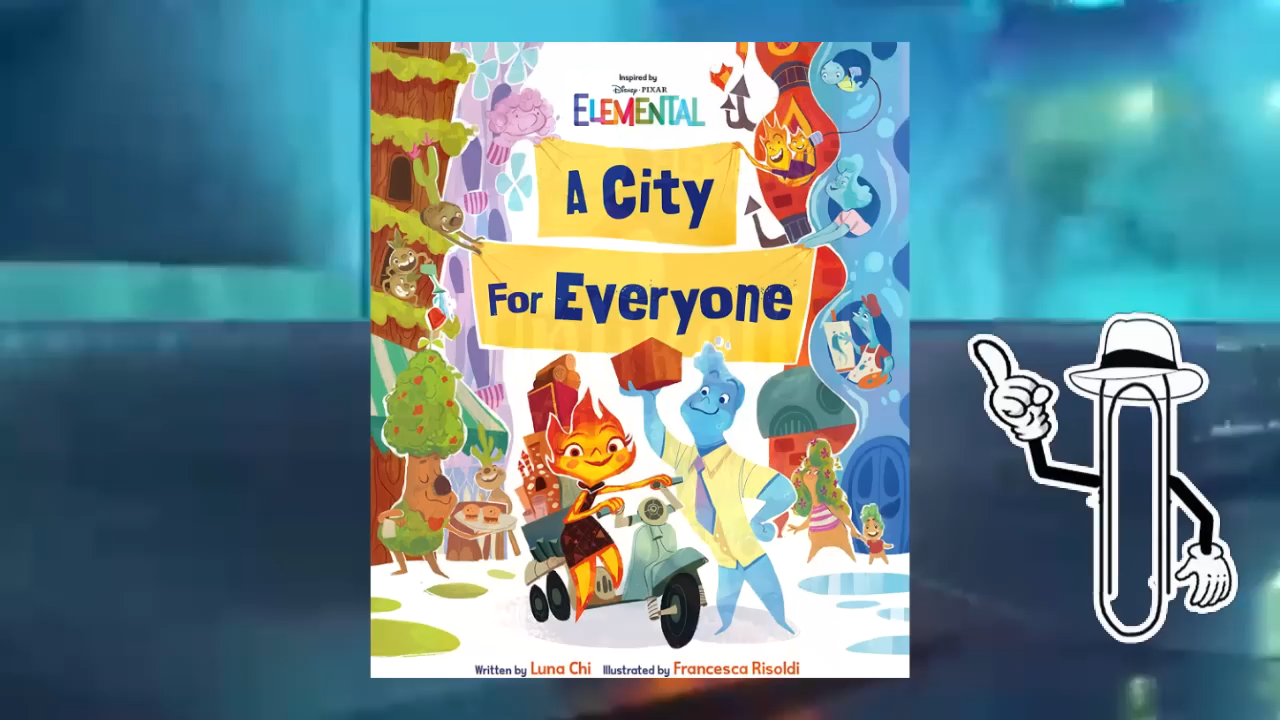 Inspired by
Disney · PIXAR
ELEMENTAL
A City
For Everyone
Written by Luna Chi Illustrated by Francesca Risoldi